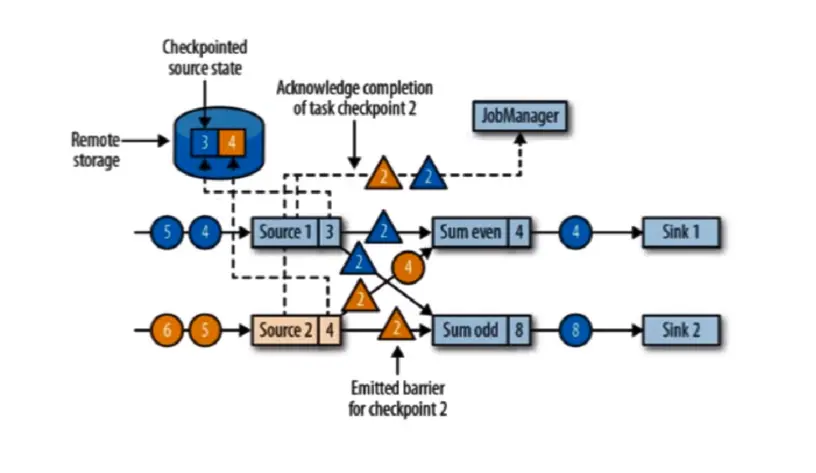 Checkpointed
source state
Acknowledge completion
of task checkpoint 2
JobManager
Remote
storage
3 4
2 2
5 4 Source 1 3 2 Sum even 4 4 Sink 1
2 4
2
6 5 Source 2 4 2 Sum odd 8 8 Sink 2
Emitted barrier
for checkpoint 2